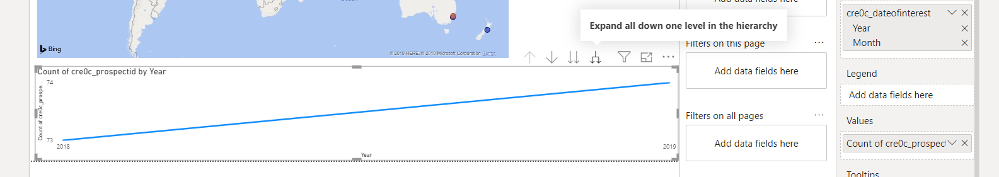 Add data fields here
cre0c_dateofinterest
Expand all down one level in the hierarchy
Year
Filters on this page
Month
Bing
© 2019 HERE, © 2019 Microsoft Corporation Terms
Count of cre0c_prospectid by Year
Add data fields here
Legend
74
Add data fields here
Count of cre0c_prospe...
Filters on all pages
Values
73
Add data fields here
Count of cre0c_prospect
2018
2019
Year
Tooltips